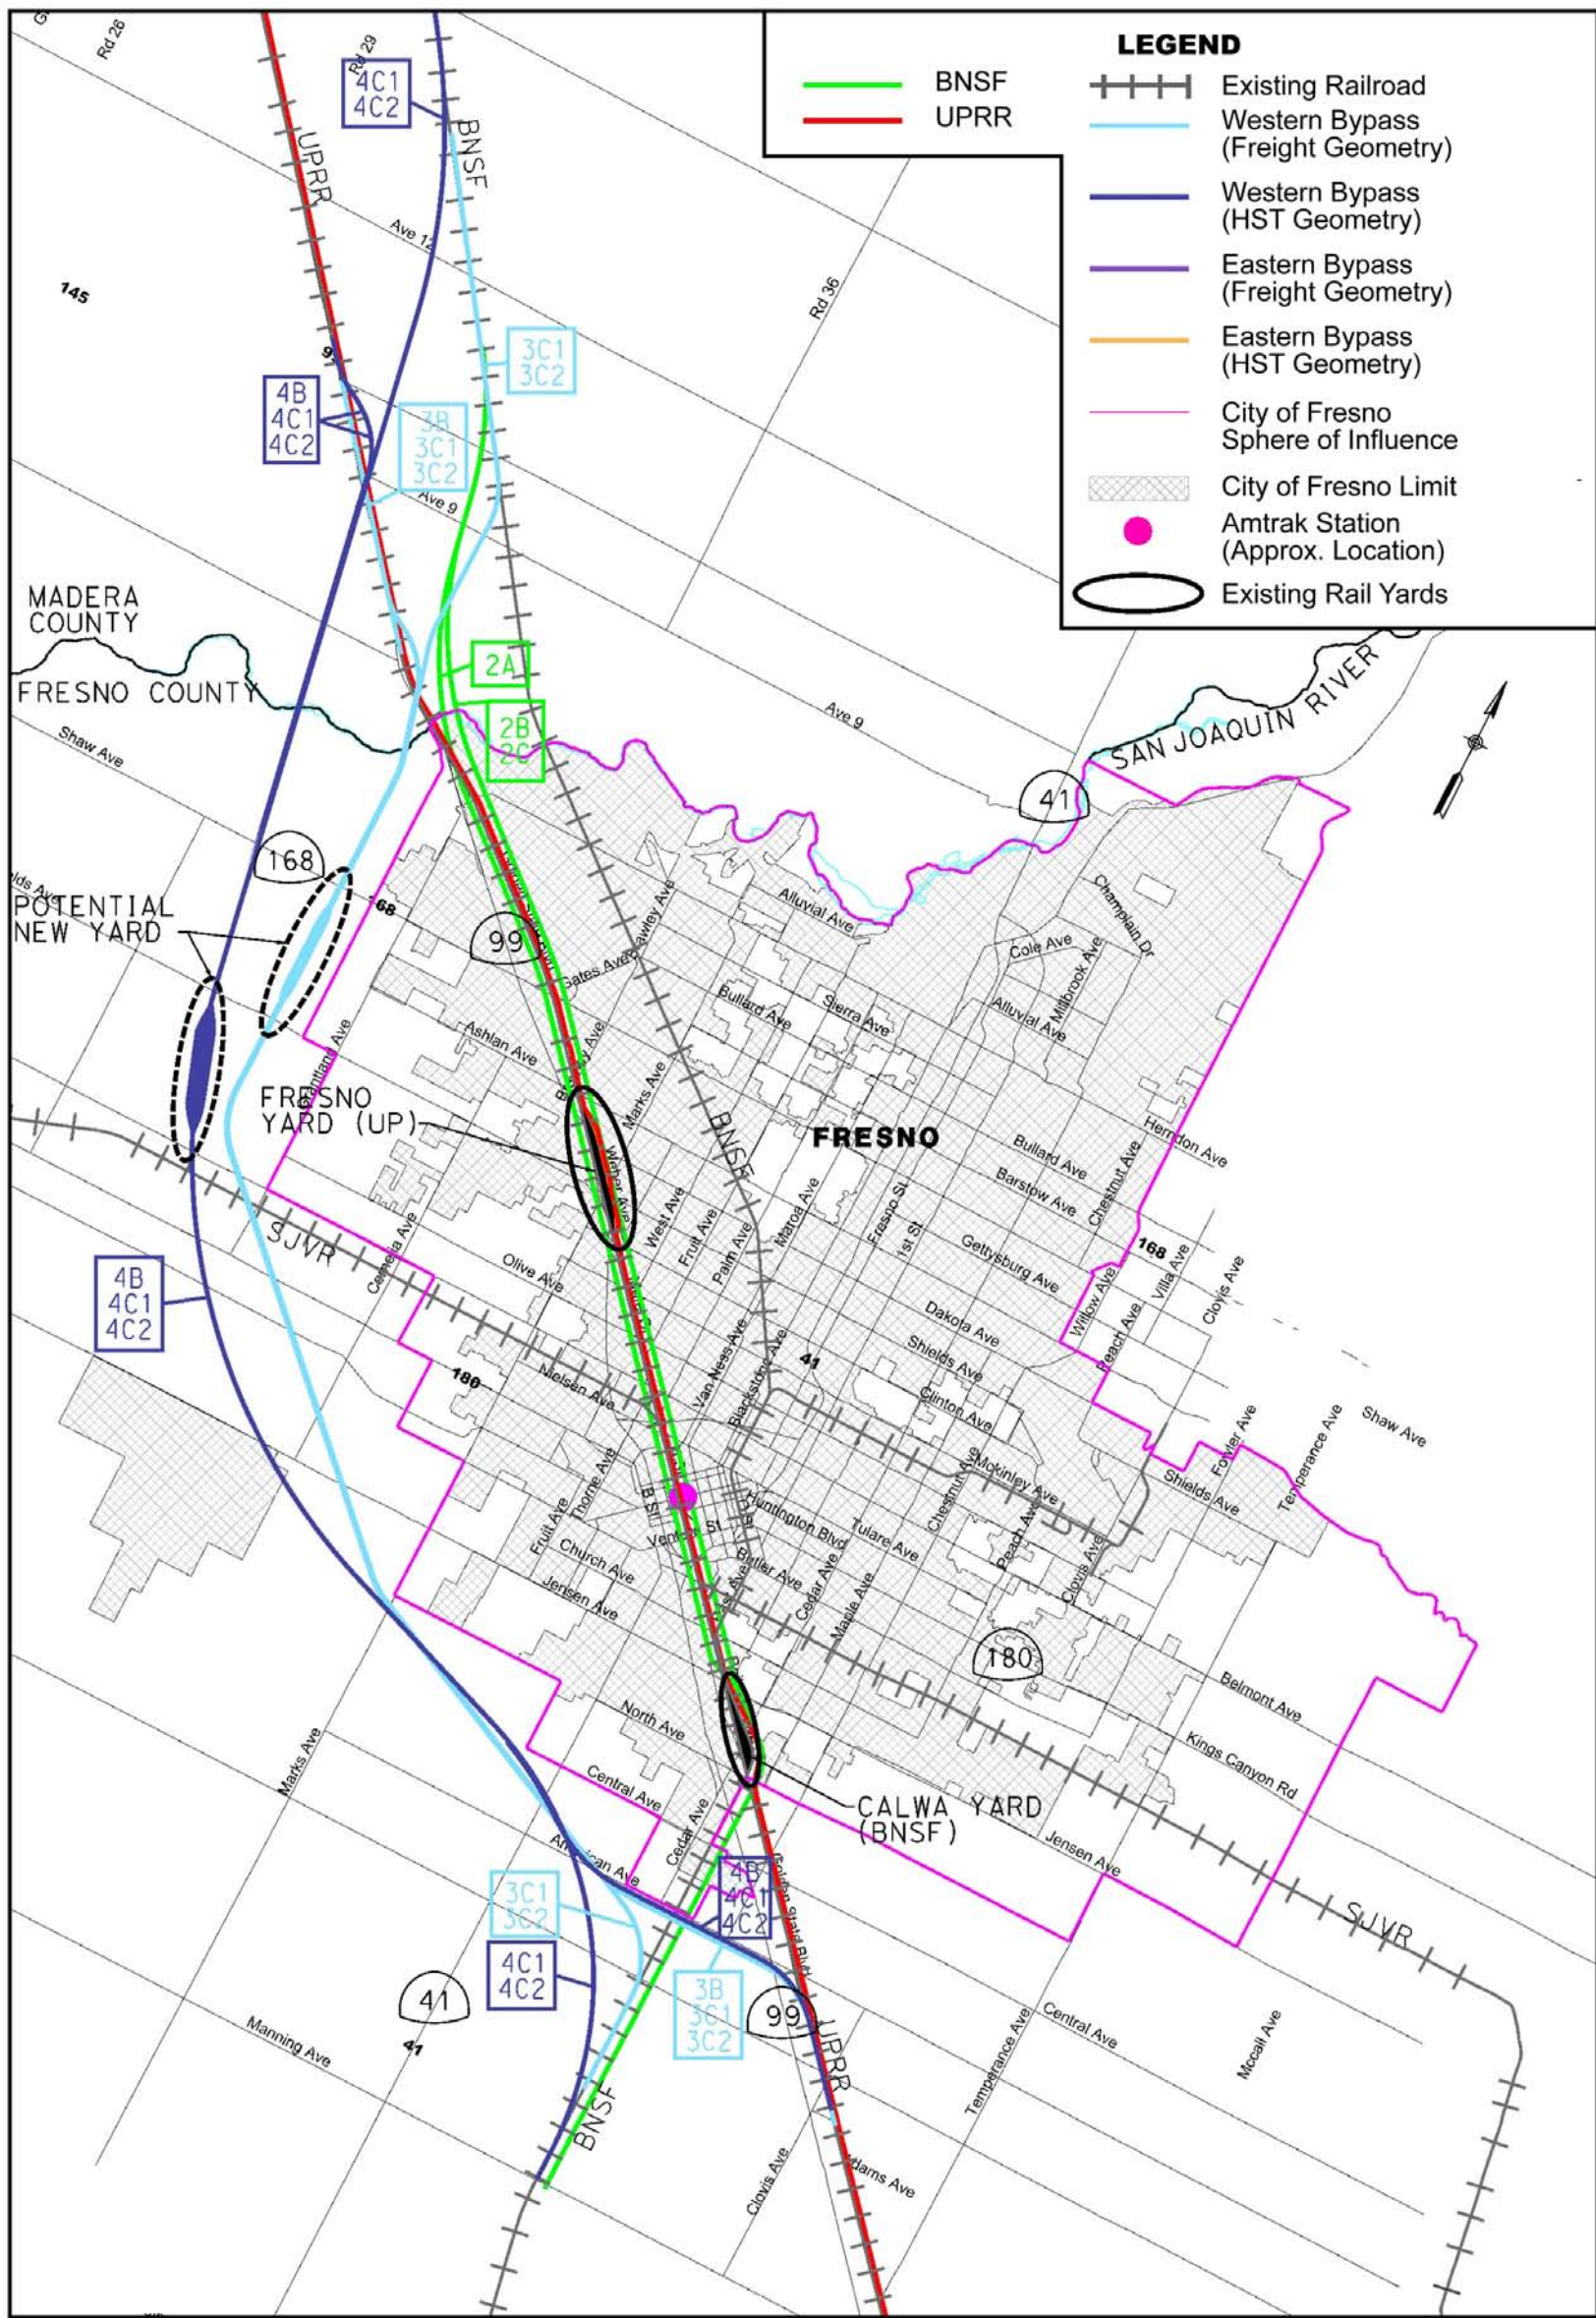 LEGEND
BNSF
UPRR
Existing Railroad
Western Bypass
(Freight Geometry)
Western Bypass
(HST Geometry)
Eastern Bypass
(Freight Geometry)
Eastern Bypass
(HST Geometry)
City of Fresno
Sphere of Influence
City of Fresno Limit
Amtrak Station
(Approx. Location)
Existing Rail Yards
Rd 26
Rd 29
4C1
4C2
UPRR
BNSF
Ave 12
145
Rd 36
3C1
3C2
4B
4C1
4C2
3B
3C1
3C2
Ave 9
MADERA
COUNTY
FRESNO COUNTY
2A
2B
2C
Ave 9
SAN JOAQUIN RIVER
Shaw Ave
41
168
POTENTIAL
NEW YARD
68
99
Gates Ave
Alluvial Ave
Champlain Dr
Cole Ave
Millbrook Ave
Bullard Ave
Sierra Ave
Alluvial Ave
Ashlan Ave
Marks Ave
FRESNO
YARD (UP)
Weber Ave
BNSF
FRESNO
Herndon Ave
Bullard Ave
Barstow Ave
Chestnut Ave
SJVR
West Ave
Fruit Ave
Palm Ave
Maroa Ave
Fresno St
1st St
Gettysburg Ave
168
Villa Ave
Clovis Ave
Willow Ave
Peach Ave
4B
4C1
4C2
Olive Ave
Dakota Ave
Shields Ave
Van Ness Ave
Blackstone Ave
41
180
Nielsen Ave
Clinton Ave
Fowler Ave
Temperance Ave
Shaw Ave
Mckinley Ave
Chestnut Ave
Shields Ave
B St
Thorne Ave
Fruit Ave
Huntington Blvd
Tulare Ave
Peach Ave
Clovis Ave
Church Ave
Jensen Ave
Butler Ave
Cedar Ave
Maple Ave
180
Belmont Ave
Kings Canyon Rd
North Ave
Marks Ave
Central Ave
Cedar Ave
CALWA YARD
(BNSF)
Jensen Ave
American Ave
4B
4C1
4C2
Golden State Blvd
3C1
3C2
SJVR
4C1
4C2
41
3B
3C1
3C2
99
UPRR
Manning Ave
41
Central Ave
Temperance Ave
Mccall Ave
BNSF
Clovis Ave
Adams Ave